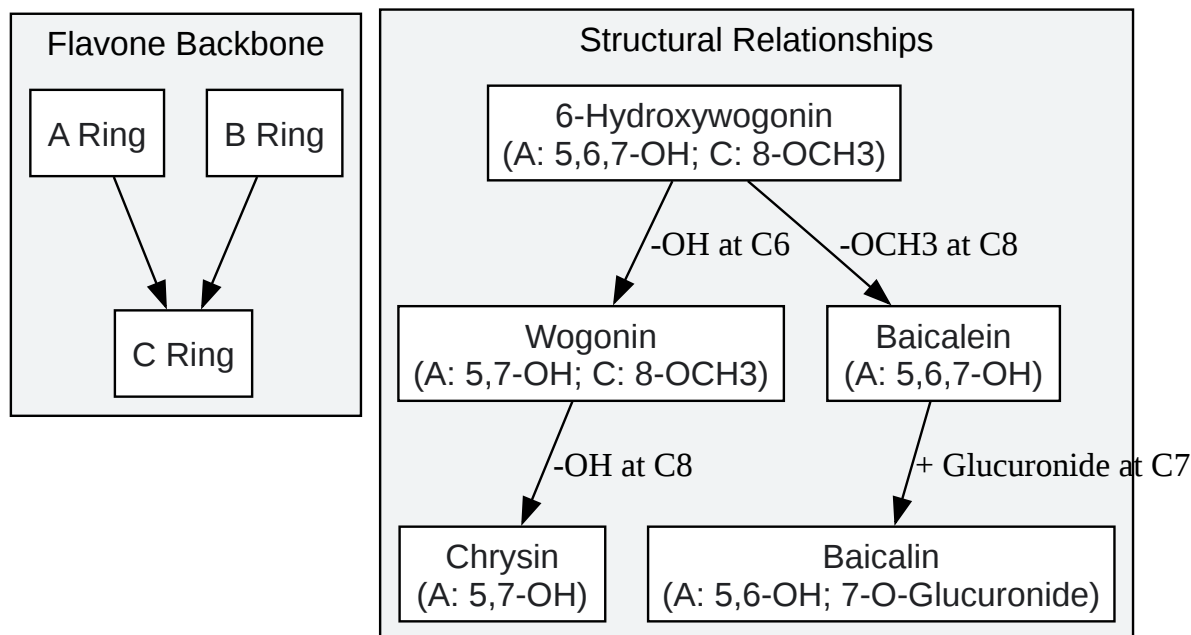 Flavone Backbone
A Ring
B Ring
C Ring
Structural Relationships
6-Hydroxywogonin
(A: 5,6,7-OH; C: 8-OCH3)
-OH at C6
-OCH3 at C8
Wogonin
(A: 5,7-OH; C: 8-OCH3)
Baicalein
(A: 5,6,7-OH)
-OH at C8
+ Glucuronide at C7
Chrysin
(A: 5,7-OH)
Baicalin
(A: 5,6-OH; 7-O-Glucuronide)